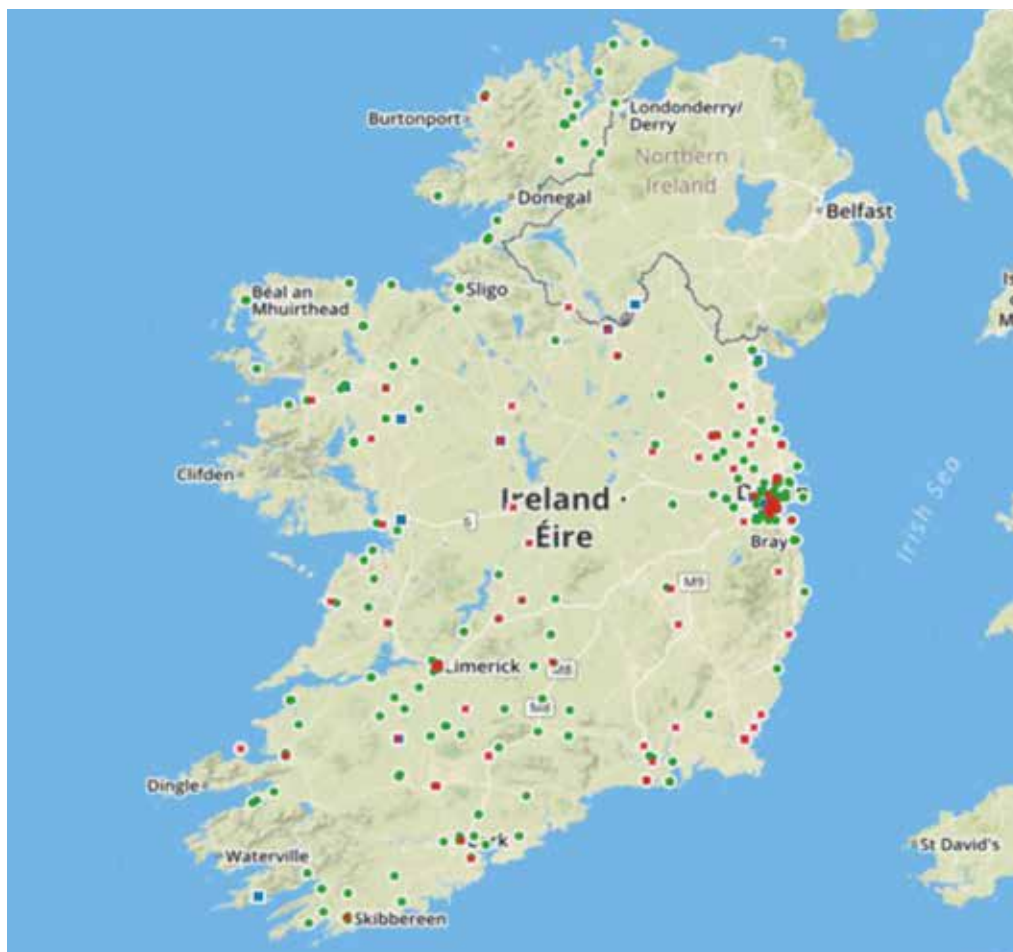 Burtonport
Londonderry/
Derry
Northern
Ireland
Donegal
Belfast
Béal an
Mhuirthead
Sligo
Clifden
Ireland
Éire
6
Bray
Irish Sea
M9
Limerick
M8
Dingle
Waterville
St David's
Skibbereen